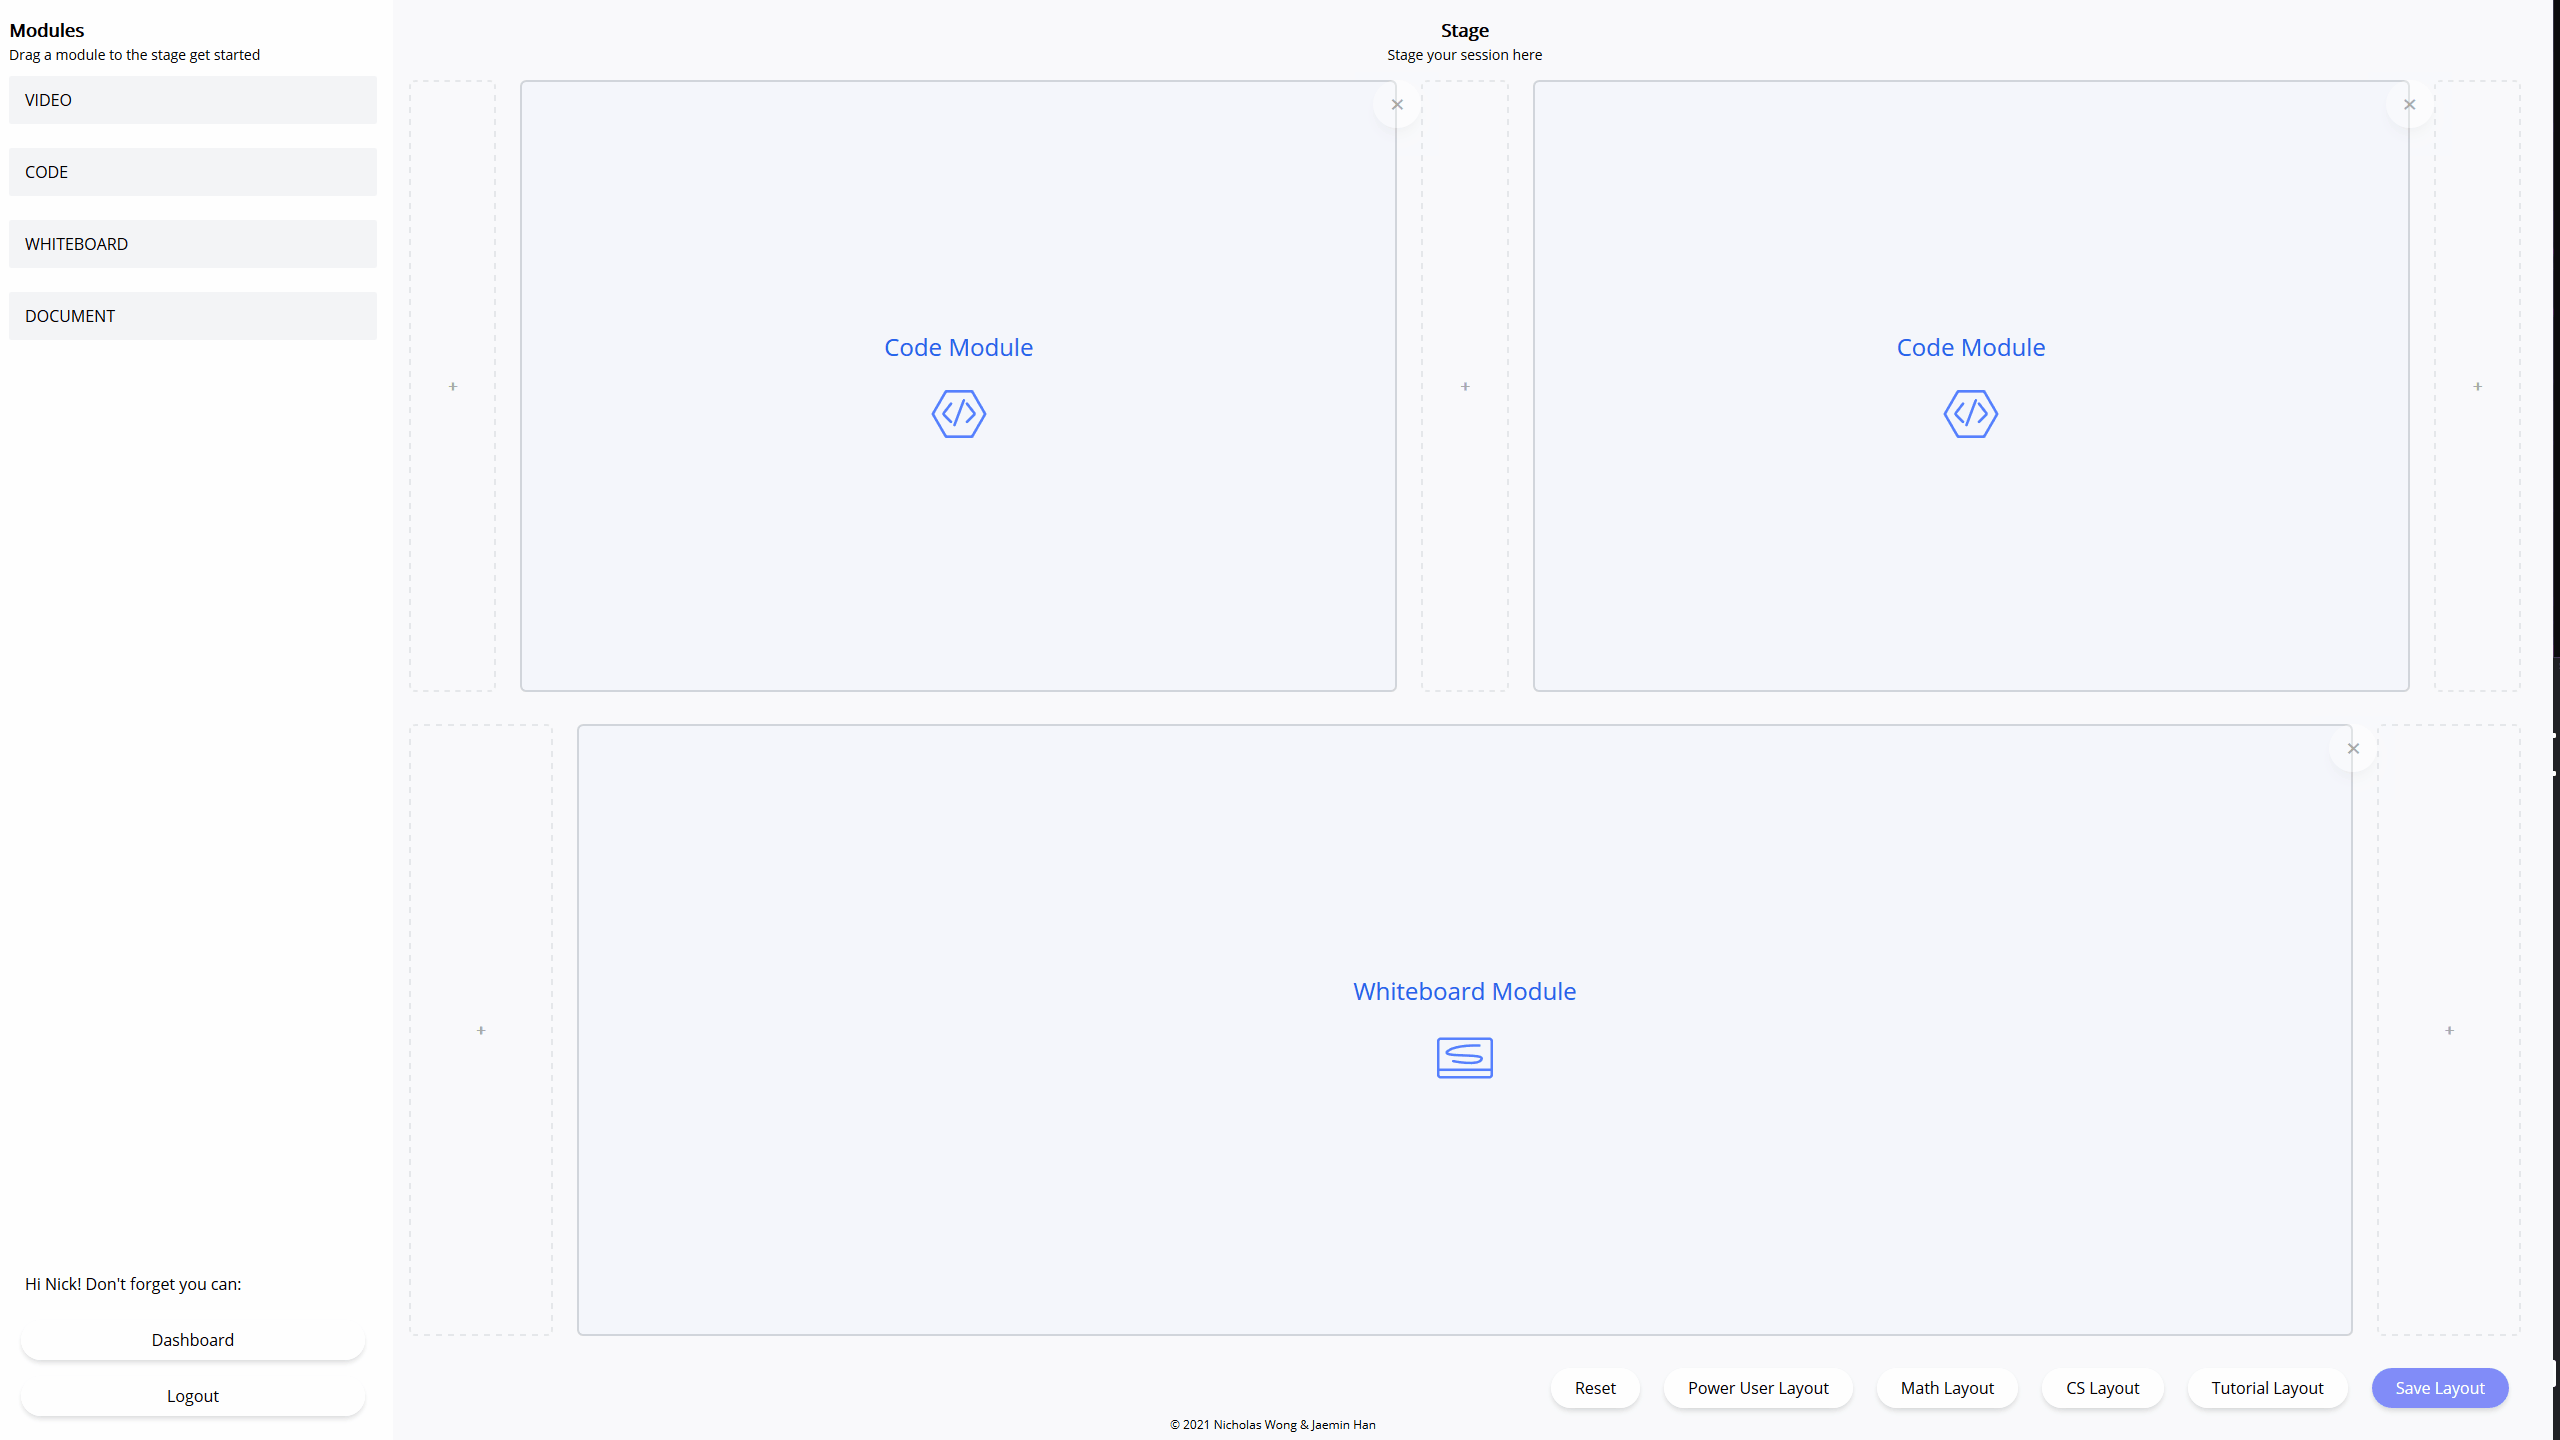 Modules
Drag a module to the stage get started
VIDEO
CODE
WHITEBOARD
DOCUMENT
Hi Nick! Don't forget you can:
Dashboard
Logout
Stage
Stage your session here
Code Module
Code Module
Whiteboard Module
Reset
Power User Layout
Math Layout
CS Layout
Tutorial Layout
Save Layout
© 2021 Nicholas Wong & Jaemin Han